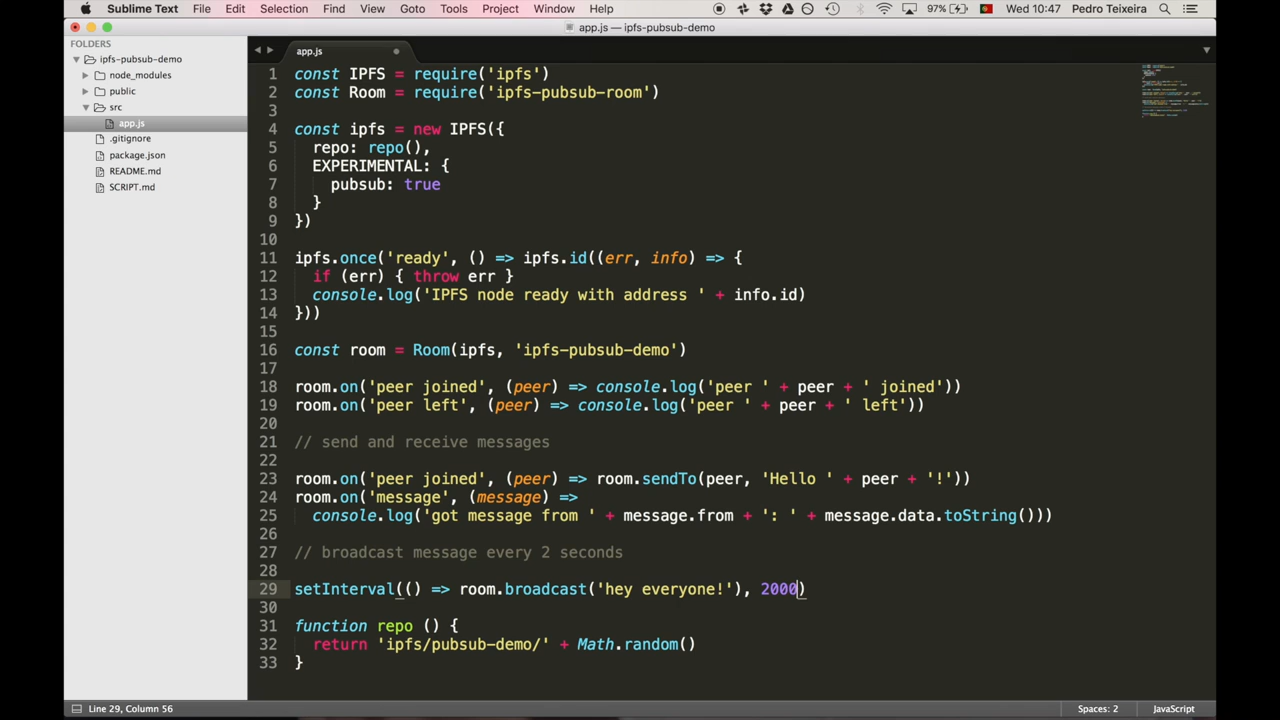 Sublime Text File Edit Selection Find View Goto Tools Project Window Help 97% Wed 10:47 Pedro Teixeira
app.js — ipfs-pubsub-demo
FOLDERS
ipfs-pubsub-demo
node_modules
public
src
app.js
.gitignore
package.json
README.md
SCRIPT.md
app.js
1 const IPFS = require('ipfs')
2 const Room = require('ipfs-pubsub-room')
3
4 const ipfs = new IPFS({
5   repo: repo(),
6   EXPERIMENTAL: {
7     pubsub: true
8   }
9 })
10
11 ipfs.once('ready', () => ipfs.id((err, info) => {
12   if (err) { throw err }
13   console.log('IPFS node ready with address ' + info.id)
14 }))
15
16 const room = Room(ipfs, 'ipfs-pubsub-demo')
17
18 room.on('peer joined', (peer) => console.log('peer ' + peer + ' joined'))
19 room.on('peer left', (peer) => console.log('peer ' + peer + ' left'))
20
21 // send and receive messages
22
23 room.on('peer joined', (peer) => room.sendTo(peer, 'Hello ' + peer + '!'))
24 room.on('message', (message) =>
25   console.log('got message from ' + message.from + ': ' + message.data.toString()))
26
27 // broadcast message every 2 seconds
28
29 setInterval(() => room.broadcast('hey everyone!'), 2000)
30
31 function repo () {
32   return 'ipfs/pubsub-demo/' + Math.random()
33 }
Line 29, Column 56 Spaces: 2 JavaScript